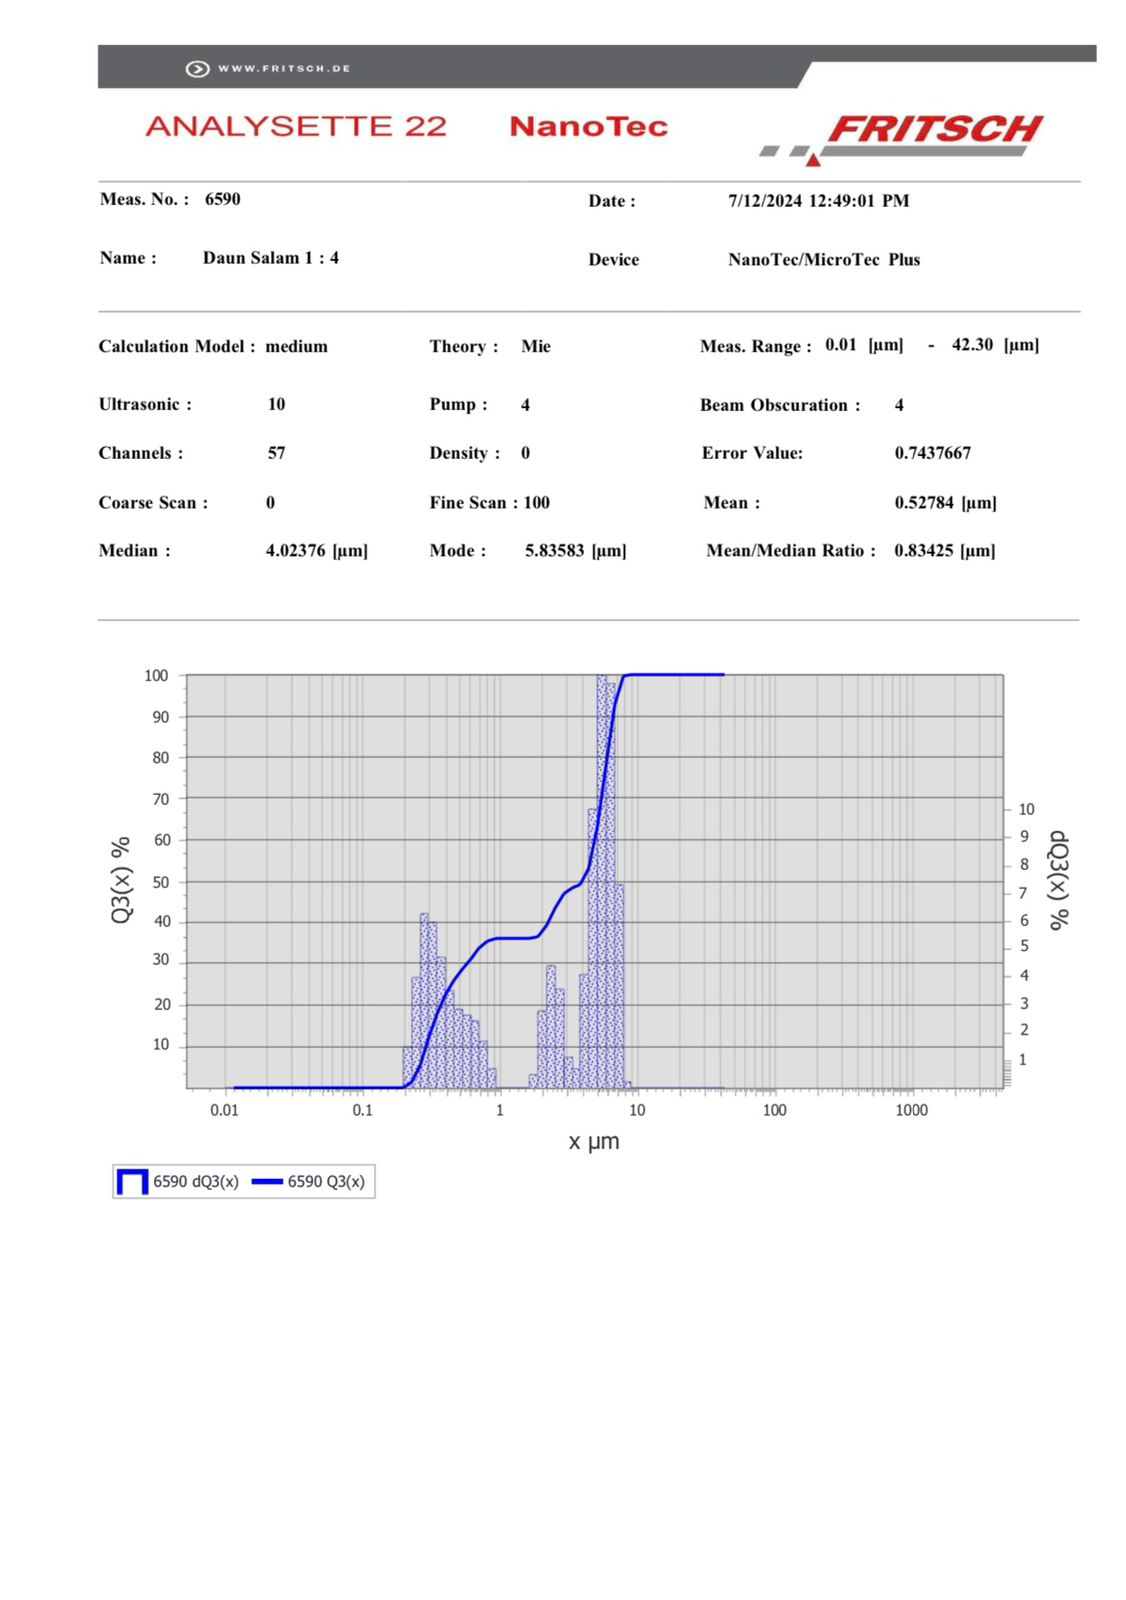 WWW.FRITSCH.DE
ANALYSETTE 22 NanoTec FRITSCH
Meas. No. : 6590 Date : 7/12/2024 12:49:01 PM
Name : Daun Salam 1 : 4 Device NanoTec/MicroTec Plus
Calculation Model : medium Theory : Mie Meas. Range : 0.01 [µm] - 42.30 [µm]
Ultrasonic : 10 Pump : 4 Beam Obscuration : 4
Channels : 57 Density : 0 Error Value: 0.7437667
Coarse Scan : 0 Fine Scan : 100 Mean : 0.52784 [µm]
Median : 4.02376 [µm] Mode : 5.83583 [µm] Mean/Median Ratio : 0.83425 [µm]
100
90
80
70
60
50
40
30
20
10
Q3(x) %
10
9
8
7
6
5
4
3
2
1
dQ3(x) %
0.01 0.1 1 10 100 1000
x µm
6590 dQ3(x) 6590 Q3(x)